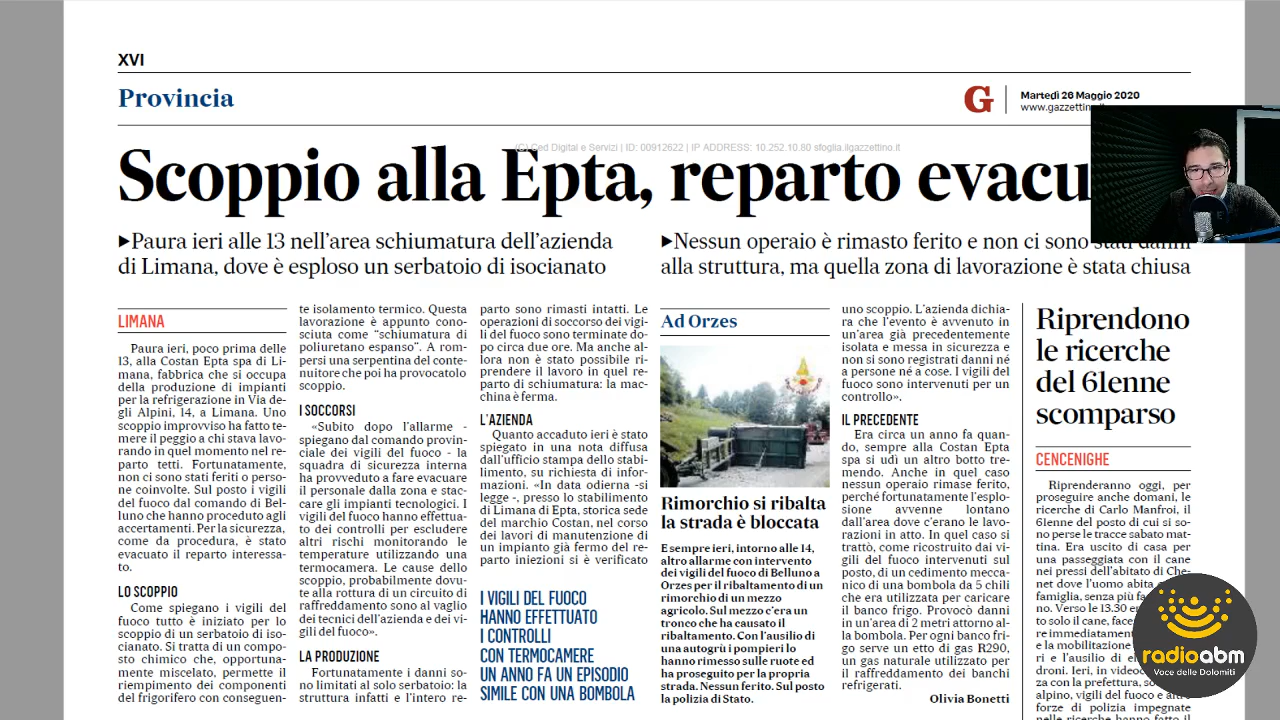 XVI
Provincia
G
Martedì 26 Maggio 2020
www.gazzettino.it
(C) Ced Digital e Servizi | ID: 00912622 | IP ADDRESS: 10.252.10.80 sfoglia.ilgazzettino.it
Scoppio alla Epta, reparto evacu
▶Paura ieri alle 13 nell'area schiumatura dell'azienda
di Limana, dove è esploso un serbatoio di isocianato
▶Nessun operaio è rimasto ferito e non ci sono stati danni
alla struttura, ma quella zona di lavorazione è stata chiusa
LIMANA
Paura ieri, poco prima delle
13, alla Costan Epta spa di Li-
mana, fabbrica che si occupa
della produzione di impianti
per la refrigerazione in Via de-
gli Alpini, 14, a Limana. Uno
scoppio improvviso ha fatto te-
mere il peggio a chi stava lavo-
rando in quel momento nel re-
parto tetti. Fortunatamente,
non ci sono stati feriti o perso-
ne coinvolte. Sul posto i vigili
del fuoco dal comando di Bel-
luno che hanno proceduto agli
accertamenti. Per la sicurezza,
come da procedura, è stato
evacuato il reparto interessa-
to.
LO SCOPPIO
Come spiegano i vigili del
fuoco tutto è iniziato per lo
scoppio di un serbatoio di iso-
cianato. Si tratta di un compo-
sto chimico che, opportuna-
mente miscelato, permette il
riempimento dei componenti
del frigorifero con conseguen-
te isolamento termico. Questa
lavorazione è appunto cono-
sciuta come "schiumatura di
poliuretano espanso". A rom-
persi una serpentina del conte-
nuitore che poi ha provocatolo
scoppio.
I SOCCORSI
«Subito dopo l'allarme -
spiegano dal comando provin-
ciale dei vigili del fuoco - la
squadra di sicurezza interna
ha provveduto a fare evacuare
il personale dalla zona e stac-
care gli impianti tecnologici. I
vigili del fuoco hanno effettua-
to dei controlli per escludere
altri rischi monitorando le
temperature utilizzando una
termocamera. Le cause dello
scoppio, probabilmente dovu-
te alla rottura di un circuito di
raffreddamento sono al vaglio
dei tecnici dell'azienda e dei vi-
gili del fuoco».
LA PRODUZIONE
Fortunatamente i danni so-
no limitati al solo serbatoio: la
struttura infatti e l'intero re-
parto sono rimasti intatti. Le
operazioni di soccorso dei vigi-
li del fuoco sono terminate do-
po circa due ore. Ma anche al-
lora non è stato possibile ri-
prendere il lavoro in quel re-
parto di schiumatura: la mac-
china è ferma.
L'AZIENDA
Quanto accaduto ieri è stato
spiegato in una nota diffusa
dall'ufficio stampa dello stabi-
limento, su richiesta di infor-
mazioni. «In data odierna -si
legge -, presso lo stabilimento
di Limana di Epta, storica sede
del marchio Costan, nel corso
dei lavori di manutenzione di
un impianto già fermo del re-
parto iniezioni si è verificato
I VIGILI DEL FUOCO
HANNO EFFETTUATO
I CONTROLLI
CON TERMOCAMERE
UN ANNO FA UN EPISODIO
SIMILE CON UNA BOMBOLA
Ad Orzes
Rimorchio si ribalta
la strada è bloccata
E sempre ieri, intorno alle 14,
altro allarme con intervento
dei vigili del fuoco di Belluno a
Orzes per il ribaltamento di un
rimorchio di un mezzo
agricolo. Sul mezzo c'era un
tronco che ha causato il
ribaltamento. Con l'ausilio di
una autogrù i pompieri lo
hanno rimesso sulle ruote ed
ha proseguito per la propria
strada. Nessun ferito. Sul posto
la polizia di Stato.
uno scoppio. L'azienda dichia-
ra che l'evento è avvenuto in
un'area già precedentemente
isolata e messa in sicurezza e
non si sono registrati danni né
a persone né a cose. I vigili del
fuoco sono intervenuti per un
controllo».
IL PRECEDENTE
Era circa un anno fa quan-
do, sempre alla Costan Epta
spa si udì un altro botto tre-
mendo. Anche in quel caso
nessun operaio rimase ferito,
perché fortunatamente l'esplo-
sione avvenne lontano
dall'area dove c'erano le lavo-
razioni in atto. In quel caso si
trattò, come ricostruito dai vi-
gili del fuoco intervenuti sul
posto, di un cedimento mecca-
nico di una bombola da 5 chili
che era utilizzata per caricare
il banco frigo. Provocò danni
in un'area di 2 metri attorno al-
la bombola. Per ogni banco fri-
go serve un etto di gas R290,
un gas naturale utilizzato per
il raffreddamento dei banchi
refrigerati.
Olivia Bonetti
Riprendono
le ricerche
del 61enne
scomparso
CENCENIGHE
Riprenderanno oggi, per
proseguire anche domani, le
ricerche di Carlo Manfroi, il
61enne del posto di cui si so-
no perse le tracce sabato mat-
tina. Era uscito di casa per
una passeggiata con il cane
nei pressi dell'abitato di Che-
net dove l'uomo abita
famiglia, senza più fa
no. Verso le 13.30 e
to solo il cane, face
re immediatament
e la mobilitazione
ri e l'ausilio di e
dron. Ieri, in video
za con la prefettura, so
alpino, vigili del fuoco e
forze di polizia impegnate
nelle ricerche hanno fatto il
radioabm
Voce delle Dolomiti